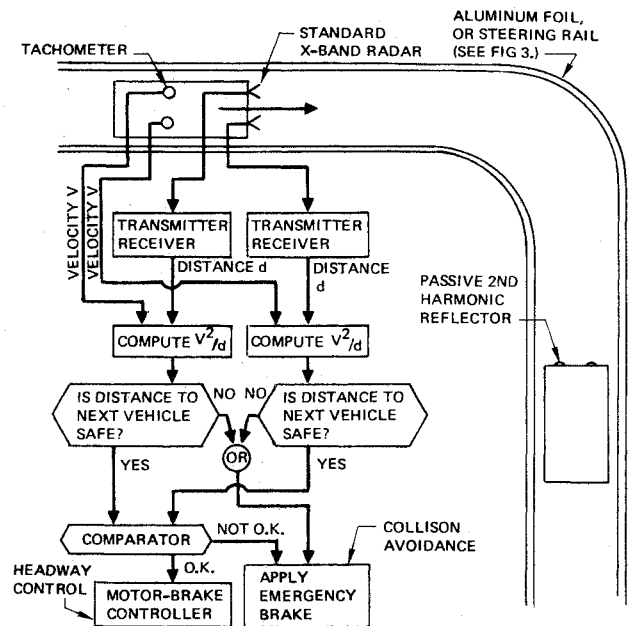 TACHOMETER
STANDARD
X-BAND RADAR
ALUMINUM FOIL,
OR STEERING RAIL
(SEE FIG 3.)
VELOCITY V
VELOCITY V
TRANSMITTER
RECEIVER
TRANSMITTER
RECEIVER
DISTANCE d
DISTANCE
d
PASSIVE 2ND
HARMONIC
REFLECTOR
COMPUTE V²/d
COMPUTE V²/d
IS DISTANCE TO
NEXT VEHICLE
SAFE?
NO
NO
IS DISTANCE TO
NEXT VEHICLE
SAFE?
OR
YES
YES
COMPARATOR
NOT O.K.
COLLISON
AVOIDANCE
O.K.
HEADWAY
CONTROL
MOTOR-BRAKE
CONTROLLER
APPLY
EMERGENCY
BRAKE